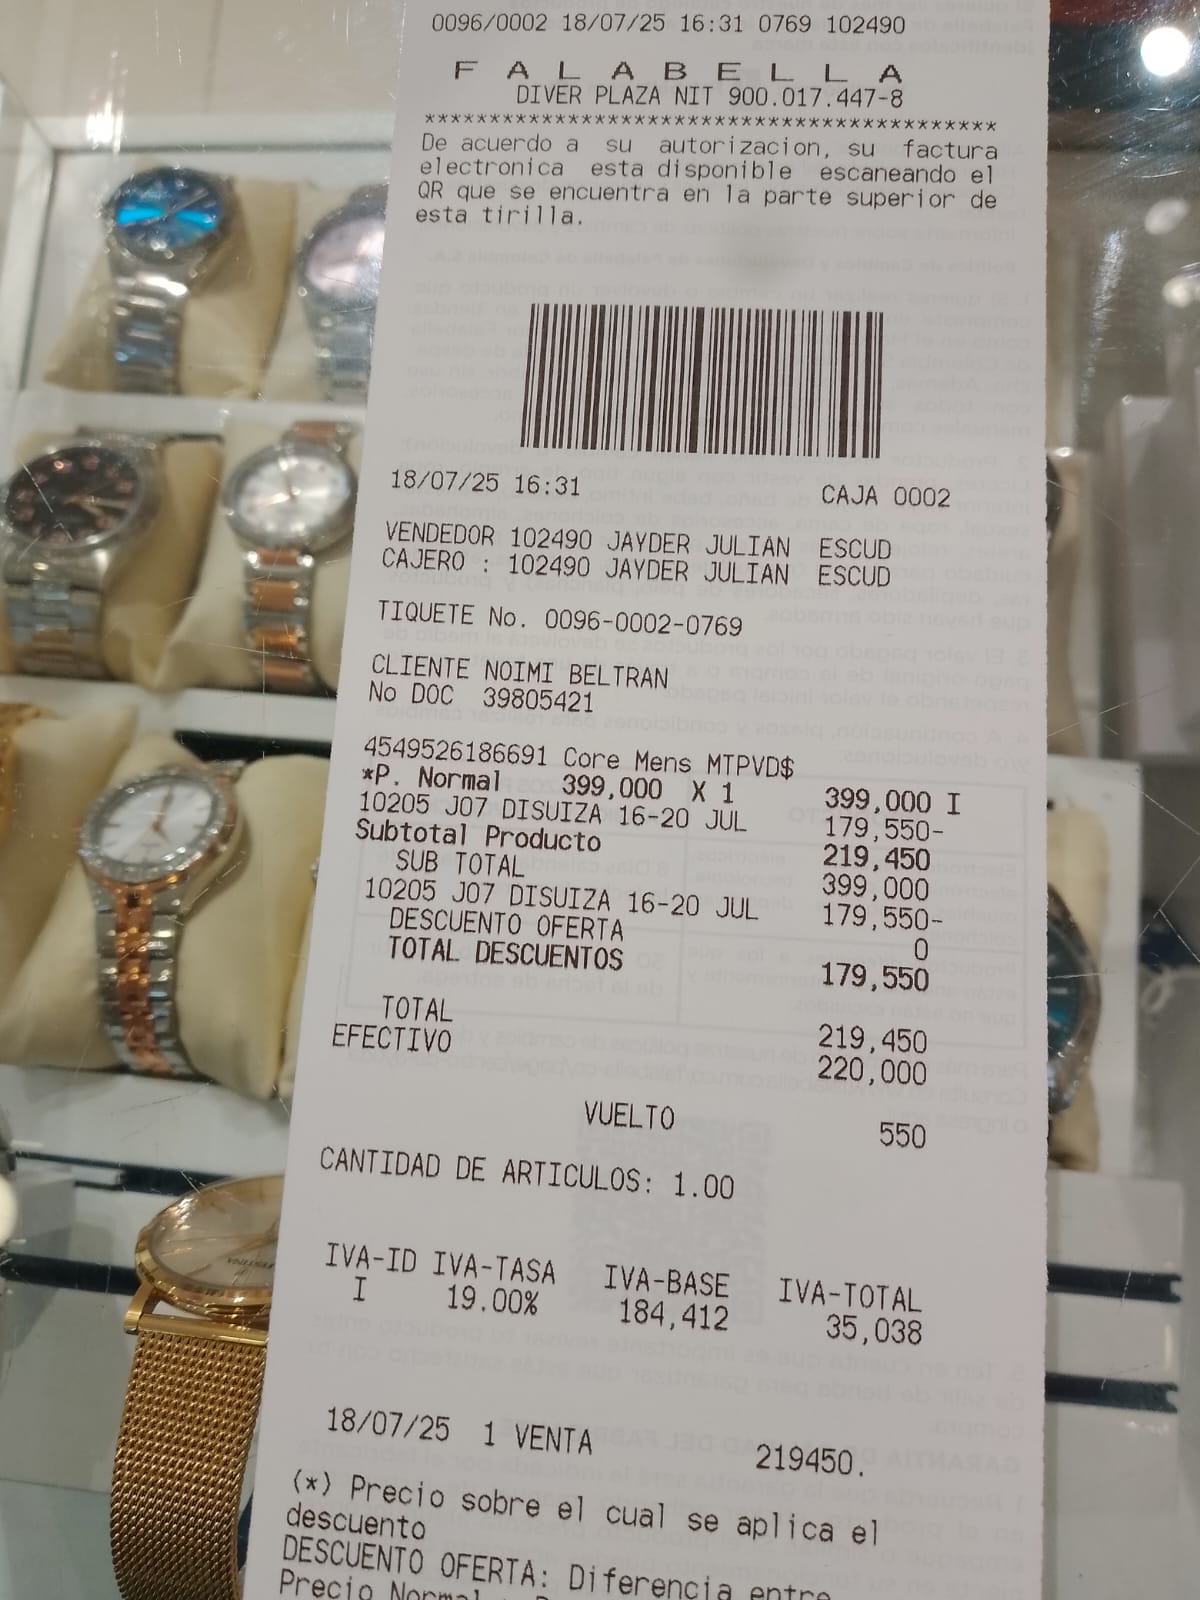 0096/0002 18/07/25 16:31 0769 102490
F A L A B E L L A
DIVER PLAZA NIT 900.017.447-8
********************************************
De acuerdo a su autorizacion, su factura
electronica esta disponible escaneando el
QR que se encuentra en la parte superior de
esta tirilla.
18/07/25 16:31 CAJA 0002
VENDEDOR 102490 JAYDER JULIAN ESCUD
CAJERO : 102490 JAYDER JULIAN ESCUD
TIQUETE No. 0096-0002-0769
CLIENTE NOIMI BELTRAN
No DOC 39805421
4549526186691 Core Mens MTPVD$
*P. Normal 399,000 X 1 399,000 I
10205 J07 DISUIZA 16-20 JUL 179,550-
Subtotal Producto 219,450
SUB TOTAL 399,000
10205 J07 DISUIZA 16-20 JUL 179,550-
DESCUENTO OFERTA 0
TOTAL DESCUENTOS 179,550
TOTAL 219,450
EFECTIVO 220,000
VUELTO 550
CANTIDAD DE ARTICULOS: 1.00
IVA-ID IVA-TASA IVA-BASE IVA-TOTAL
I 19.00% 184,412 35,038
18/07/25 1 VENTA 219450.
(*) Precio sobre el cual se aplica el
descuento
DESCUENTO OFERTA: Diferencia entre
Precio Normal